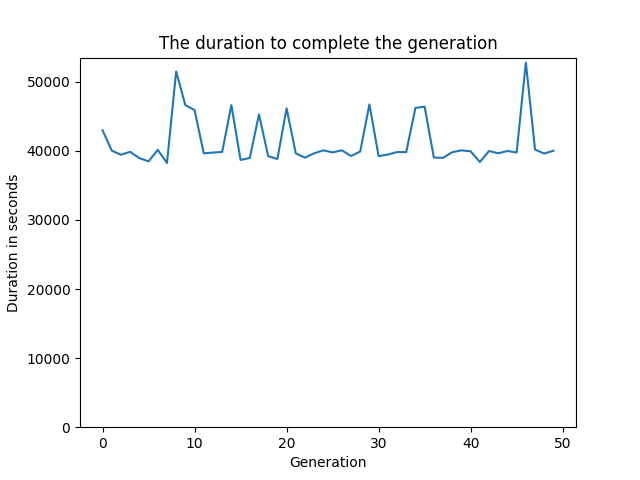 The duration to complete the generation
50000
40000
30000
20000
10000
0
Duration in seconds
0 10 20 30 40 50
Generation